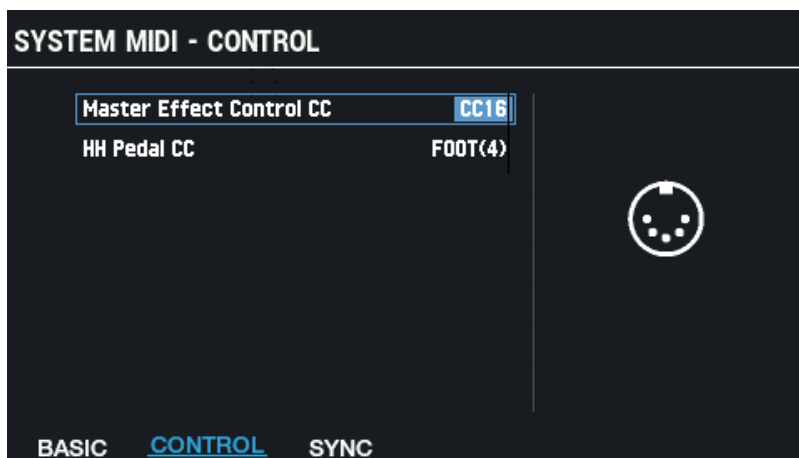 SYSTEM MIDI - CONTROL
Master Effect Control CC CC16
HH Pedal CC FOOT(4)
BASIC CONTROL SYNC